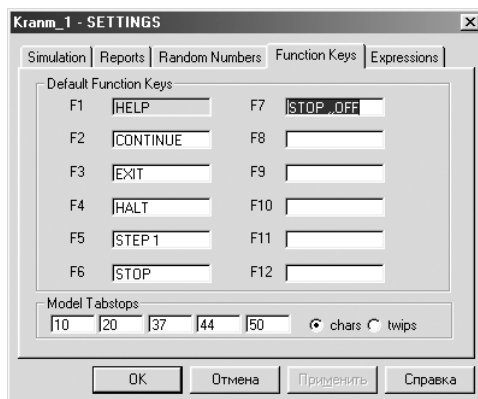 Kranm_1 - SETTINGS
Simulation Reports Random Numbers Function Keys Expressions
Default Function Keys
F1 HELP F7 STOP ,,OFF
F2 CONTINUE F8
F3 EXIT F9
F4 HALT F10
F5 STEP 1 F11
F6 STOP F12
Model Tabstops
10 20 37 44 50 chars twips
OK Отмена Применить Справка